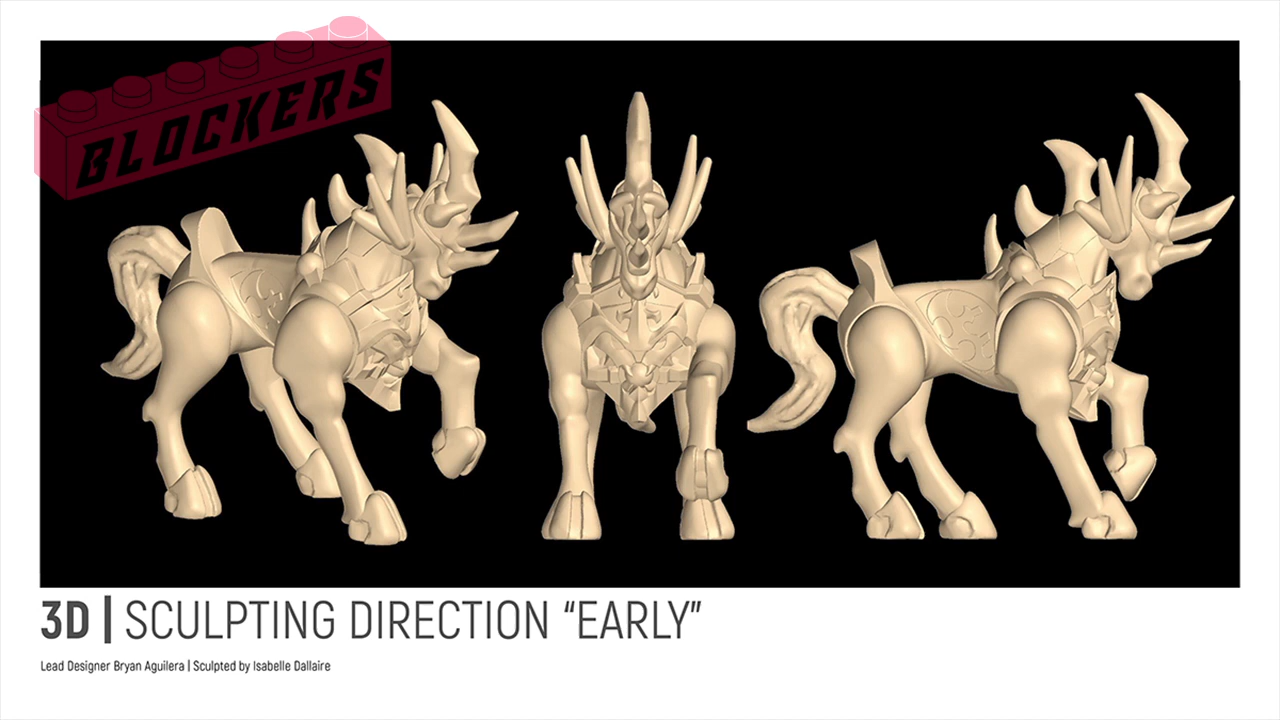 BLOCKERS
3D | SCULPTING DIRECTION “EARLY”
Lead Designer Bryan Aguilera | Sculpted by Isabelle Dallaire